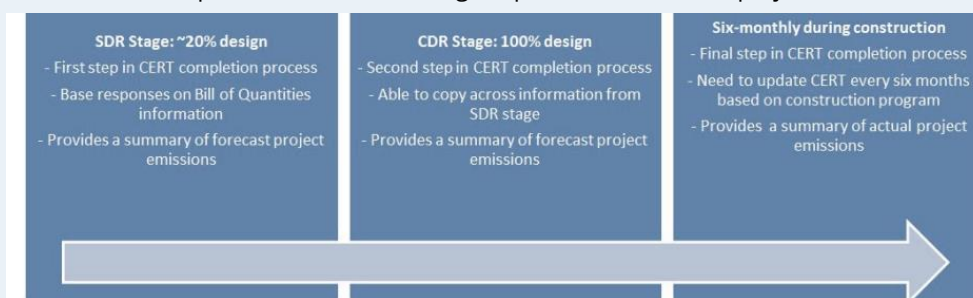 SDR Stage: ~20% design
- First step in CERT completion process
- Base responses on Bill of Quantities
information
- Provides a summary of forecast project
emissions
CDR Stage: 100% design
- Second step in CERT completion process
- Able to copy across information from
SDR stage
- Provides a summary of forecast project
emissions
Six-monthly during construction
- Final step in CERT completion process
- Need to update CERT every six months
based on construction program
- Provides a summary of actual project
emissions